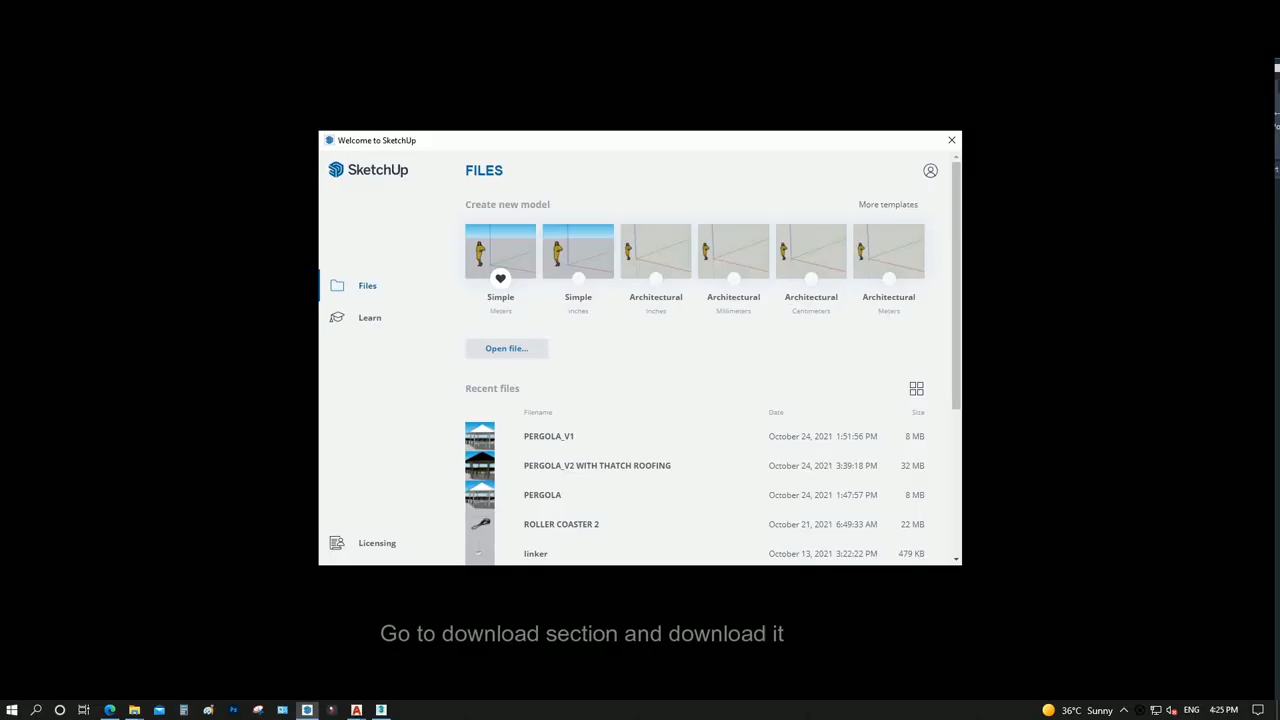 Welcome to SketchUp
SketchUp
FILES
Create new model
More templates
Simple
Meters
Simple
Inches
Architectural
Inches
Architectural
Millimeters
Architectural
Centimeters
Architectural
Meters
Files
Learn
Open file...
Recent files
Filename Date Size
PERGOLA_V1 October 24, 2021 1:51:56 PM 8 MB
PERGOLA_V2 WITH THATCH ROOFING October 24, 2021 3:39:18 PM 32 MB
PERGOLA October 24, 2021 1:47:57 PM 8 MB
ROLLER COASTER 2 October 21, 2021 6:49:33 AM 22 MB
linker October 13, 2021 3:22:22 PM 479 KB
Licensing
Go to download section and download it
36°C Sunny ENG 4:25 PM